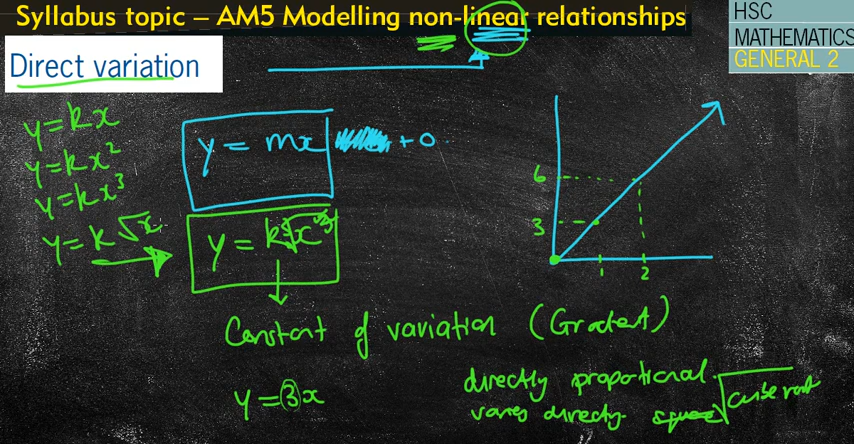 Syllabus topic – AM5 Modelling non-linear relationships
HSC
MATHEMATICS
GENERAL 2
Direct variation
y = kx
y = kx²
y = kx³
y = k√x
y = mx + 0
y = k∛x
6
3
1 2
Constant of variation (Gradient)
y = 3x
directly proportional.
varies directly. square √cube root